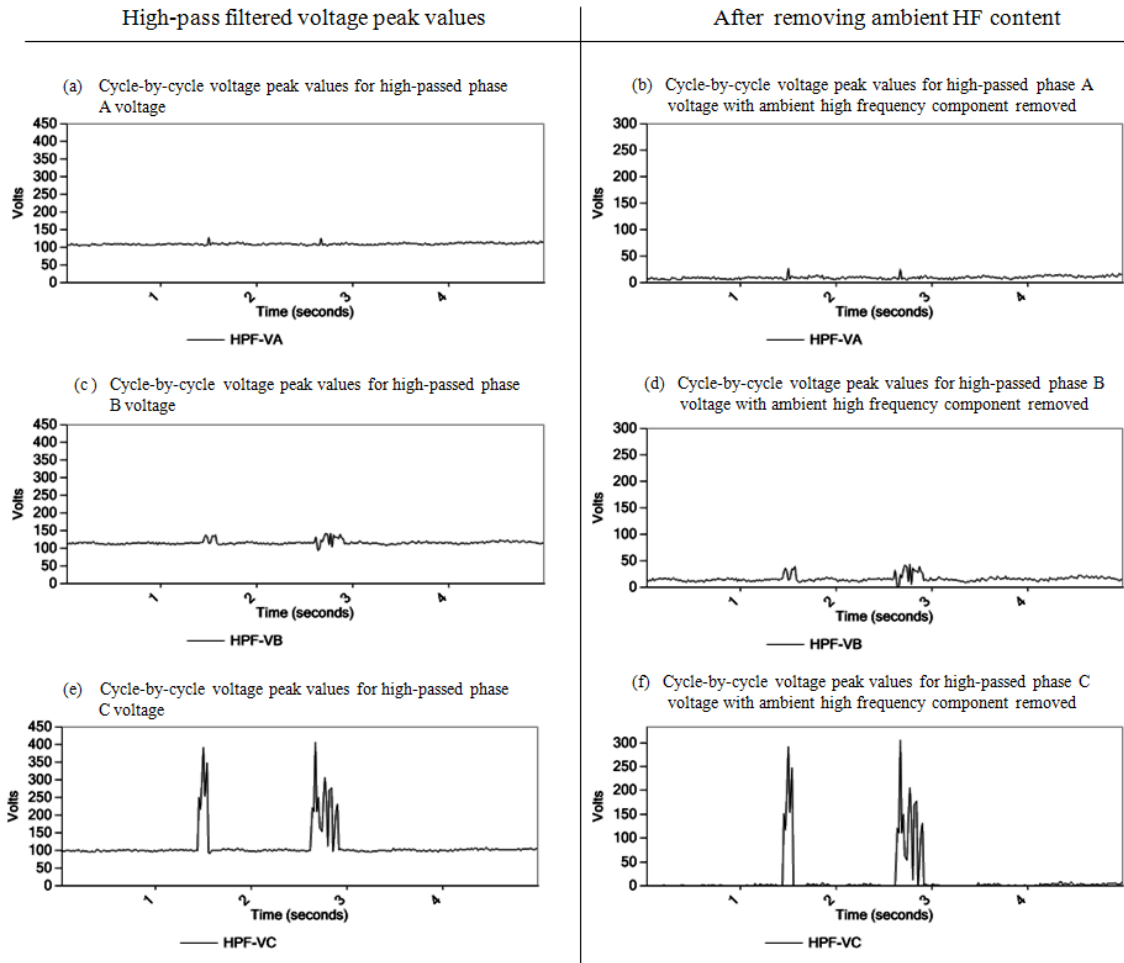 High-pass filtered voltage peak values
After removing ambient HF content
(a) Cycle-by-cycle voltage peak values for high-passed phase
A voltage
450
400
350
300
250
200
150
100
50
0
Volts
1
2
3
4
Time (seconds)
HPF-VA
(b) Cycle-by-cycle voltage peak values for high-passed phase A
voltage with ambient high frequency component removed
300
250
200
150
100
50
0
Volts
1
2
3
4
Time (seconds)
HPF-VA
(c ) Cycle-by-cycle voltage peak values for high-passed phase
B voltage
450
400
350
300
250
200
150
100
50
0
Volts
1
2
3
4
Time (seconds)
HPF-VB
(d) Cycle-by-cycle voltage peak values for high-passed phase B
voltage with ambient high frequency component removed
300
250
200
150
100
50
0
Volts
1
2
3
4
Time (seconds)
HPF-VB
(e) Cycle-by-cycle voltage peak values for high-passed phase
C voltage
450
400
350
300
250
200
150
100
50
0
Volts
1
2
3
4
Time (seconds)
HPF-VC
(f) Cycle-by-cycle voltage peak values for high-passed phase C
voltage with ambient high frequency component removed
300
250
200
150
100
50
0
Volts
1
2
3
4
Time (seconds)
HPF-VC